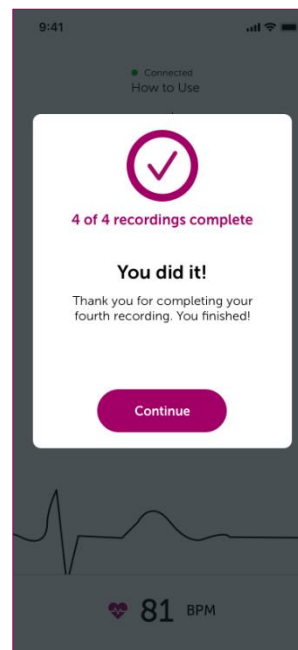 9:41
Connected
How to Use
4 of 4 recordings complete
You did it!
Thank you for completing your
fourth recording. You finished!
Continue
81 BPM